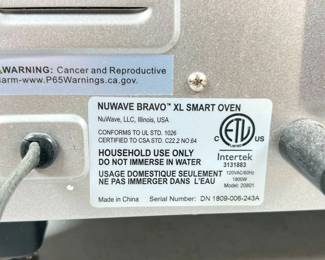 WARNING: Cancer and Reproductive
arm-www.P65Warnings.ca.gov.
NUWAVE BRAVO™ XL SMART OVEN
NuWave, LLC, Illinois, USA
CONFORMS TO UL STD. 1026
CERTIFIED TO CSA STD. C22.2 NO.64
HOUSEHOLD USE ONLY
DO NOT IMMERSE IN WATER
USAGE DOMESTIQUE SEULEMENT
NE PAS IMMERGER DANS L'EAU
C ETL US
Intertek
3131883
120VAC/60Hz
1800W
Model: 20801
Made in China Serial Number: DN 1809-006-243A